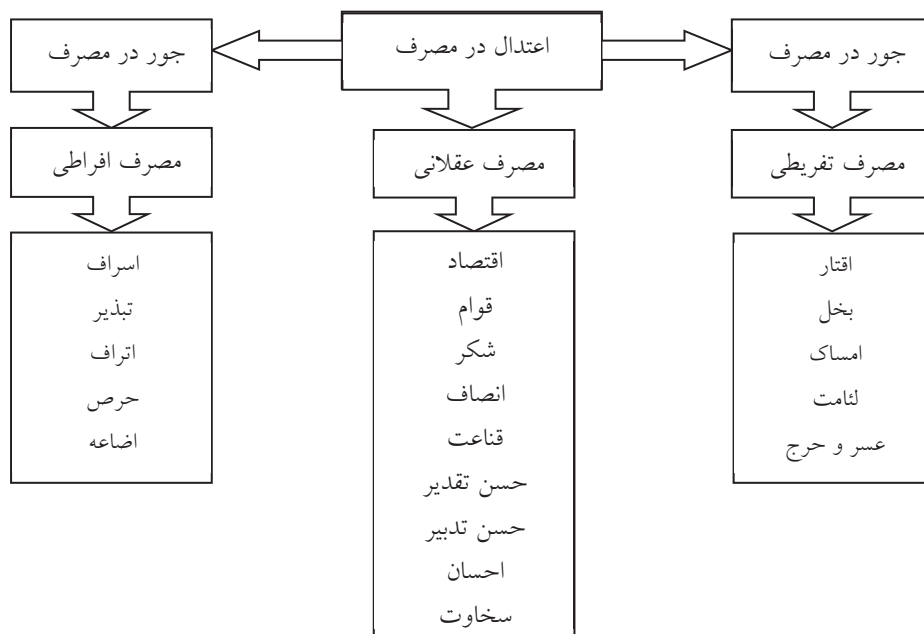 جور در مصرف
اعتدال در مصرف
جور در مصرف
مصرف تفریطی
مصرف عقلانی
مصرف افراطی
اقتار
بخل
امساک
لئامت
عسر و حرج
اقتصاد
قوام
شکر
انصاف
قناعت
حسن تقدیر
حسن تدبیر
احسان
سخاوت
اسراف
تبذیر
اتراف
حرص
اضاعه